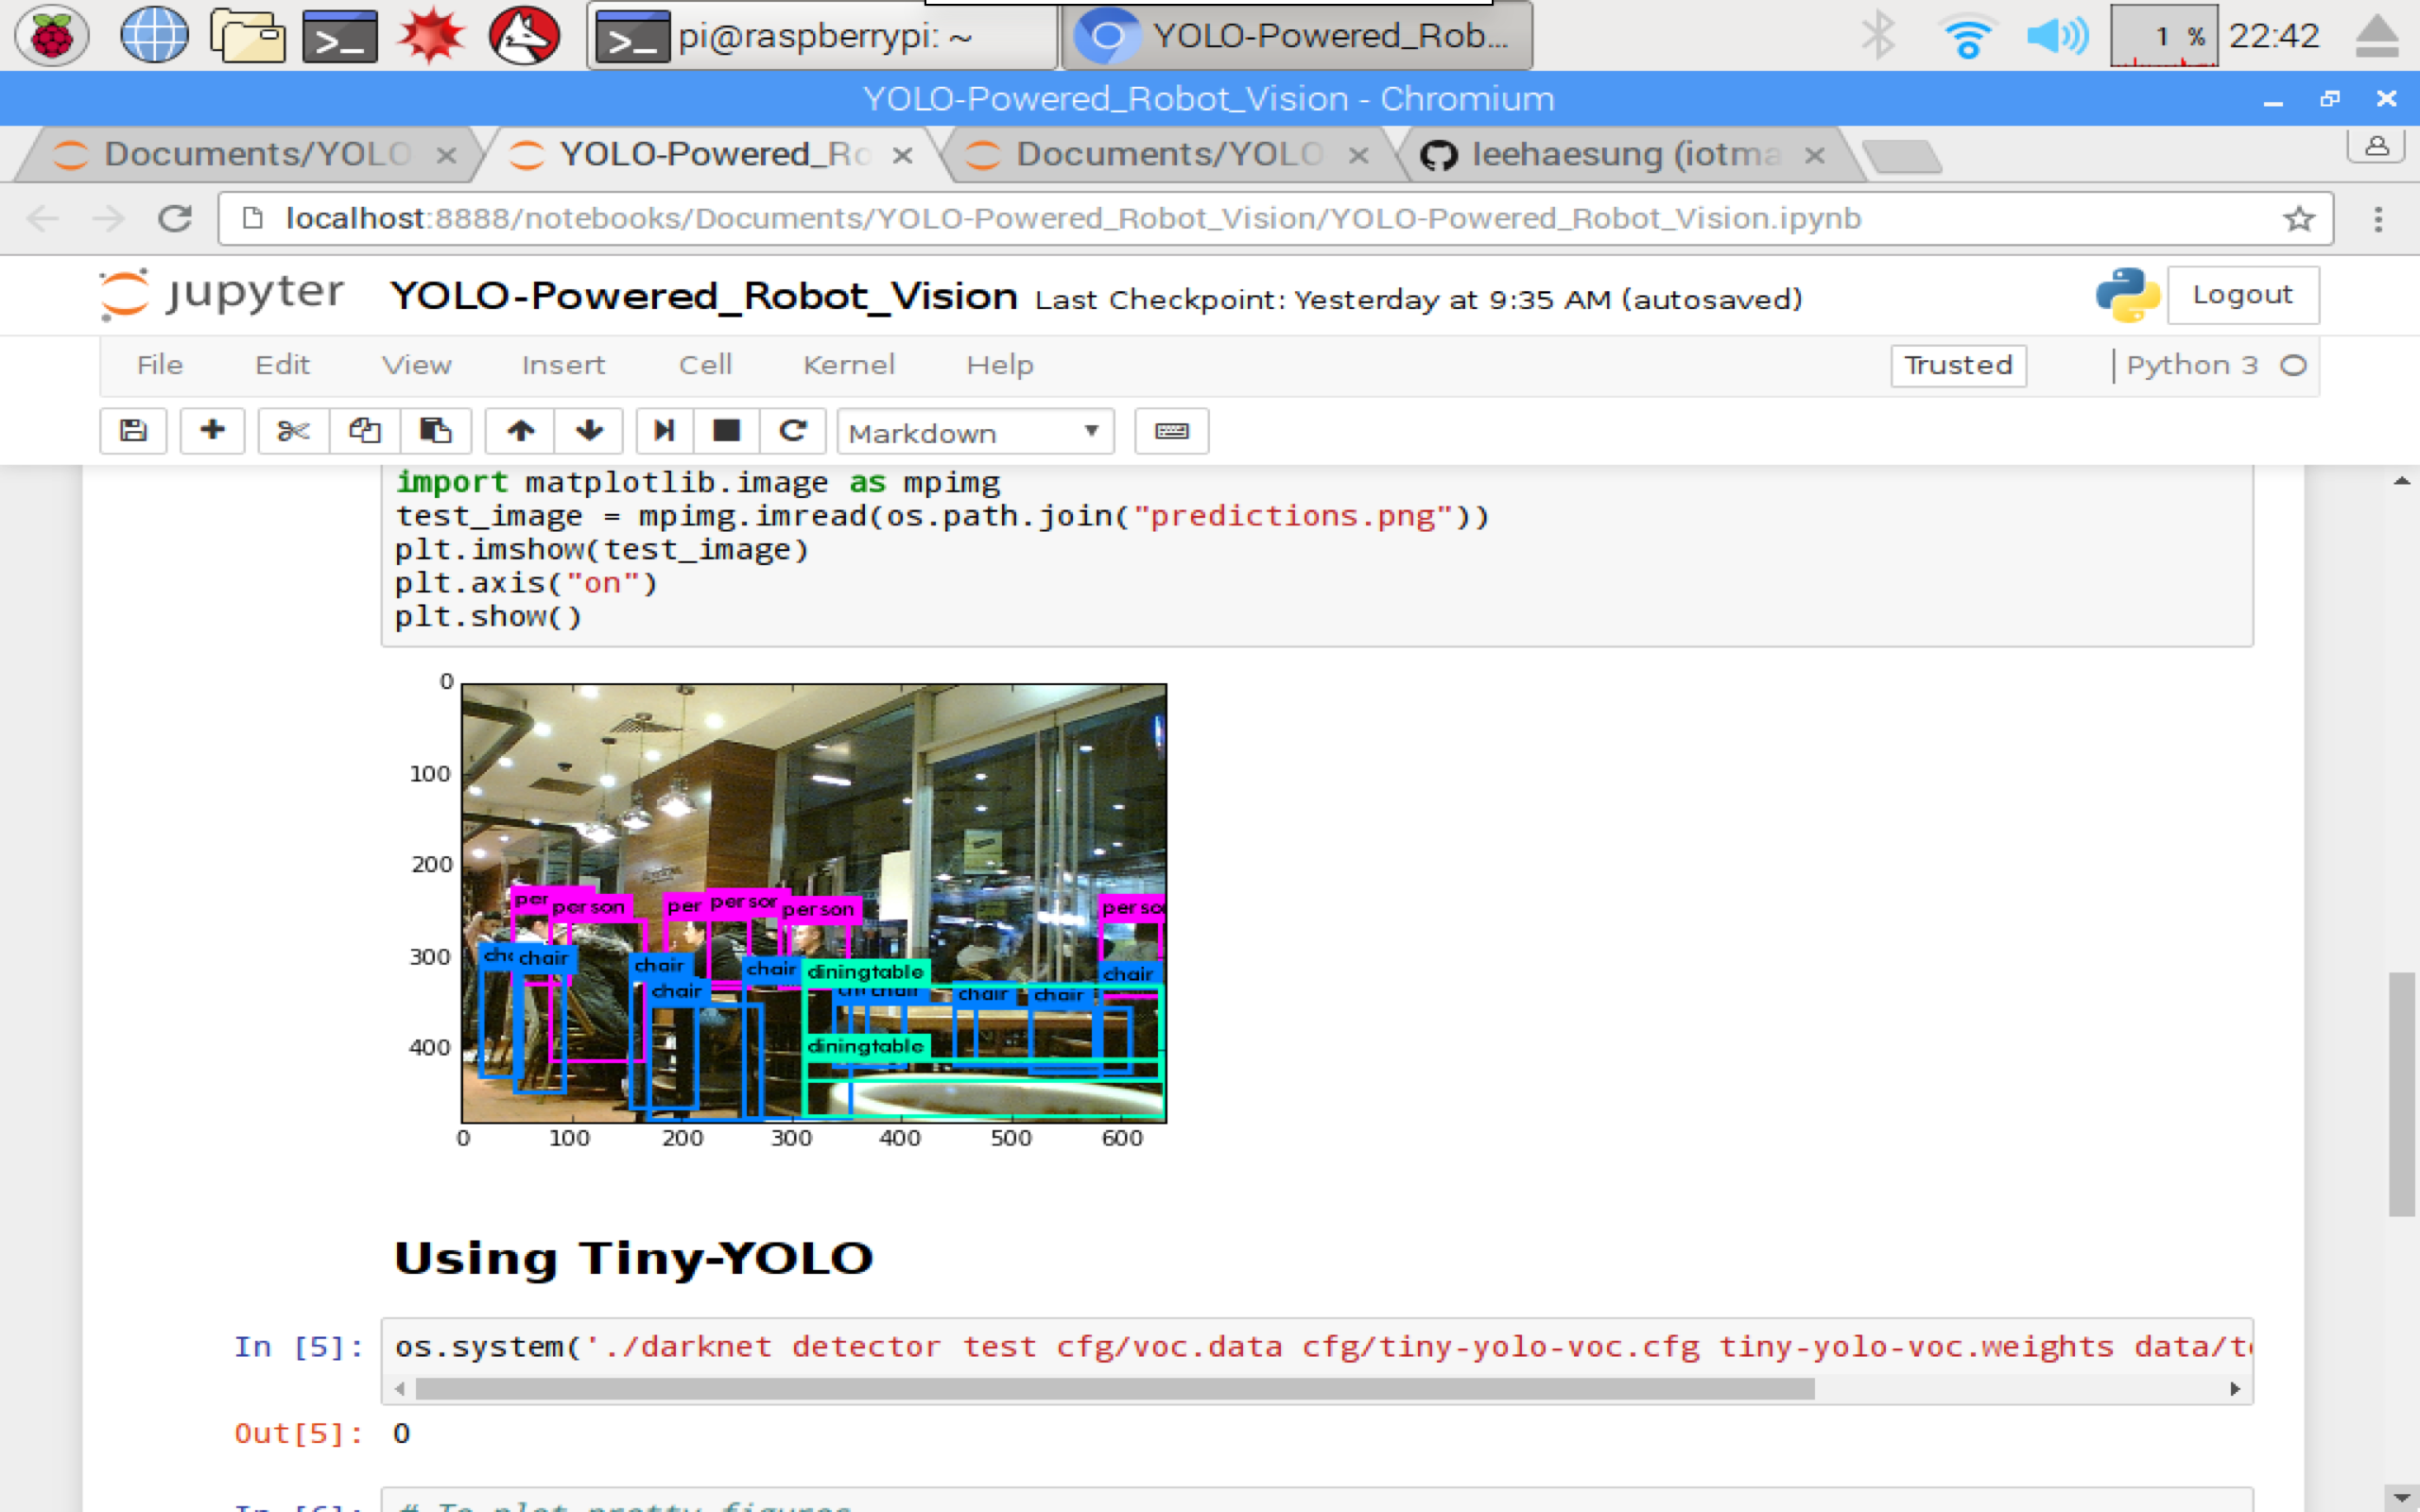 pi@raspberrypi: ~
YOLO-Powered_Rob...
1 %
22:42
YOLO-Powered_Robot_Vision - Chromium
Documents/YOLO
YOLO-Powered_Ro
Documents/YOLO
leehaesung (iotma
localhost:8888/notebooks/Documents/YOLO-Powered_Robot_Vision/YOLO-Powered_Robot_Vision.ipynb
jupyter
YOLO-Powered_Robot_Vision
Last Checkpoint: Yesterday at 9:35 AM (autosaved)
Logout
File
Edit
View
Insert
Cell
Kernel
Help
Trusted
Python 3
Markdown
import matplotlib.image as mpimg
test_image = mpimg.imread(os.path.join("predictions.png"))
plt.imshow(test_image)
plt.axis("on")
plt.show()
0
100
200
300
400
per
person
per
person
person
perso
cha
chair
chair
chair
chair
diningtable
chair
chair
chair
chair
diningtable
0
100
200
300
400
500
600
Using Tiny-YOLO
In [5]:
os.system('./darknet detector test cfg/voc.data cfg/tiny-yolo-voc.cfg tiny-yolo-voc.weights data/te
Out[5]:
0
In [6]:
# To plot pretty figures